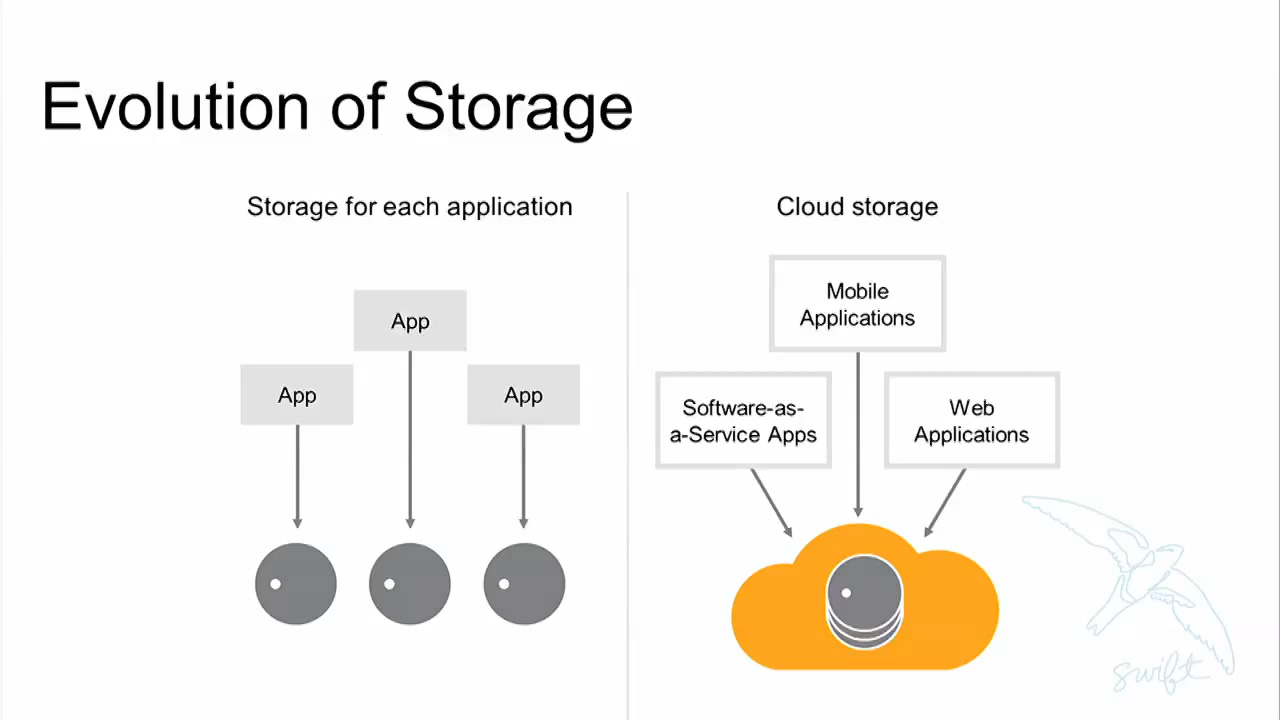 Evolution of Storage
Storage for each application
App
App
App
Cloud storage
Mobile
Applications
Software-as-
a-Service Apps
Web
Applications
swift